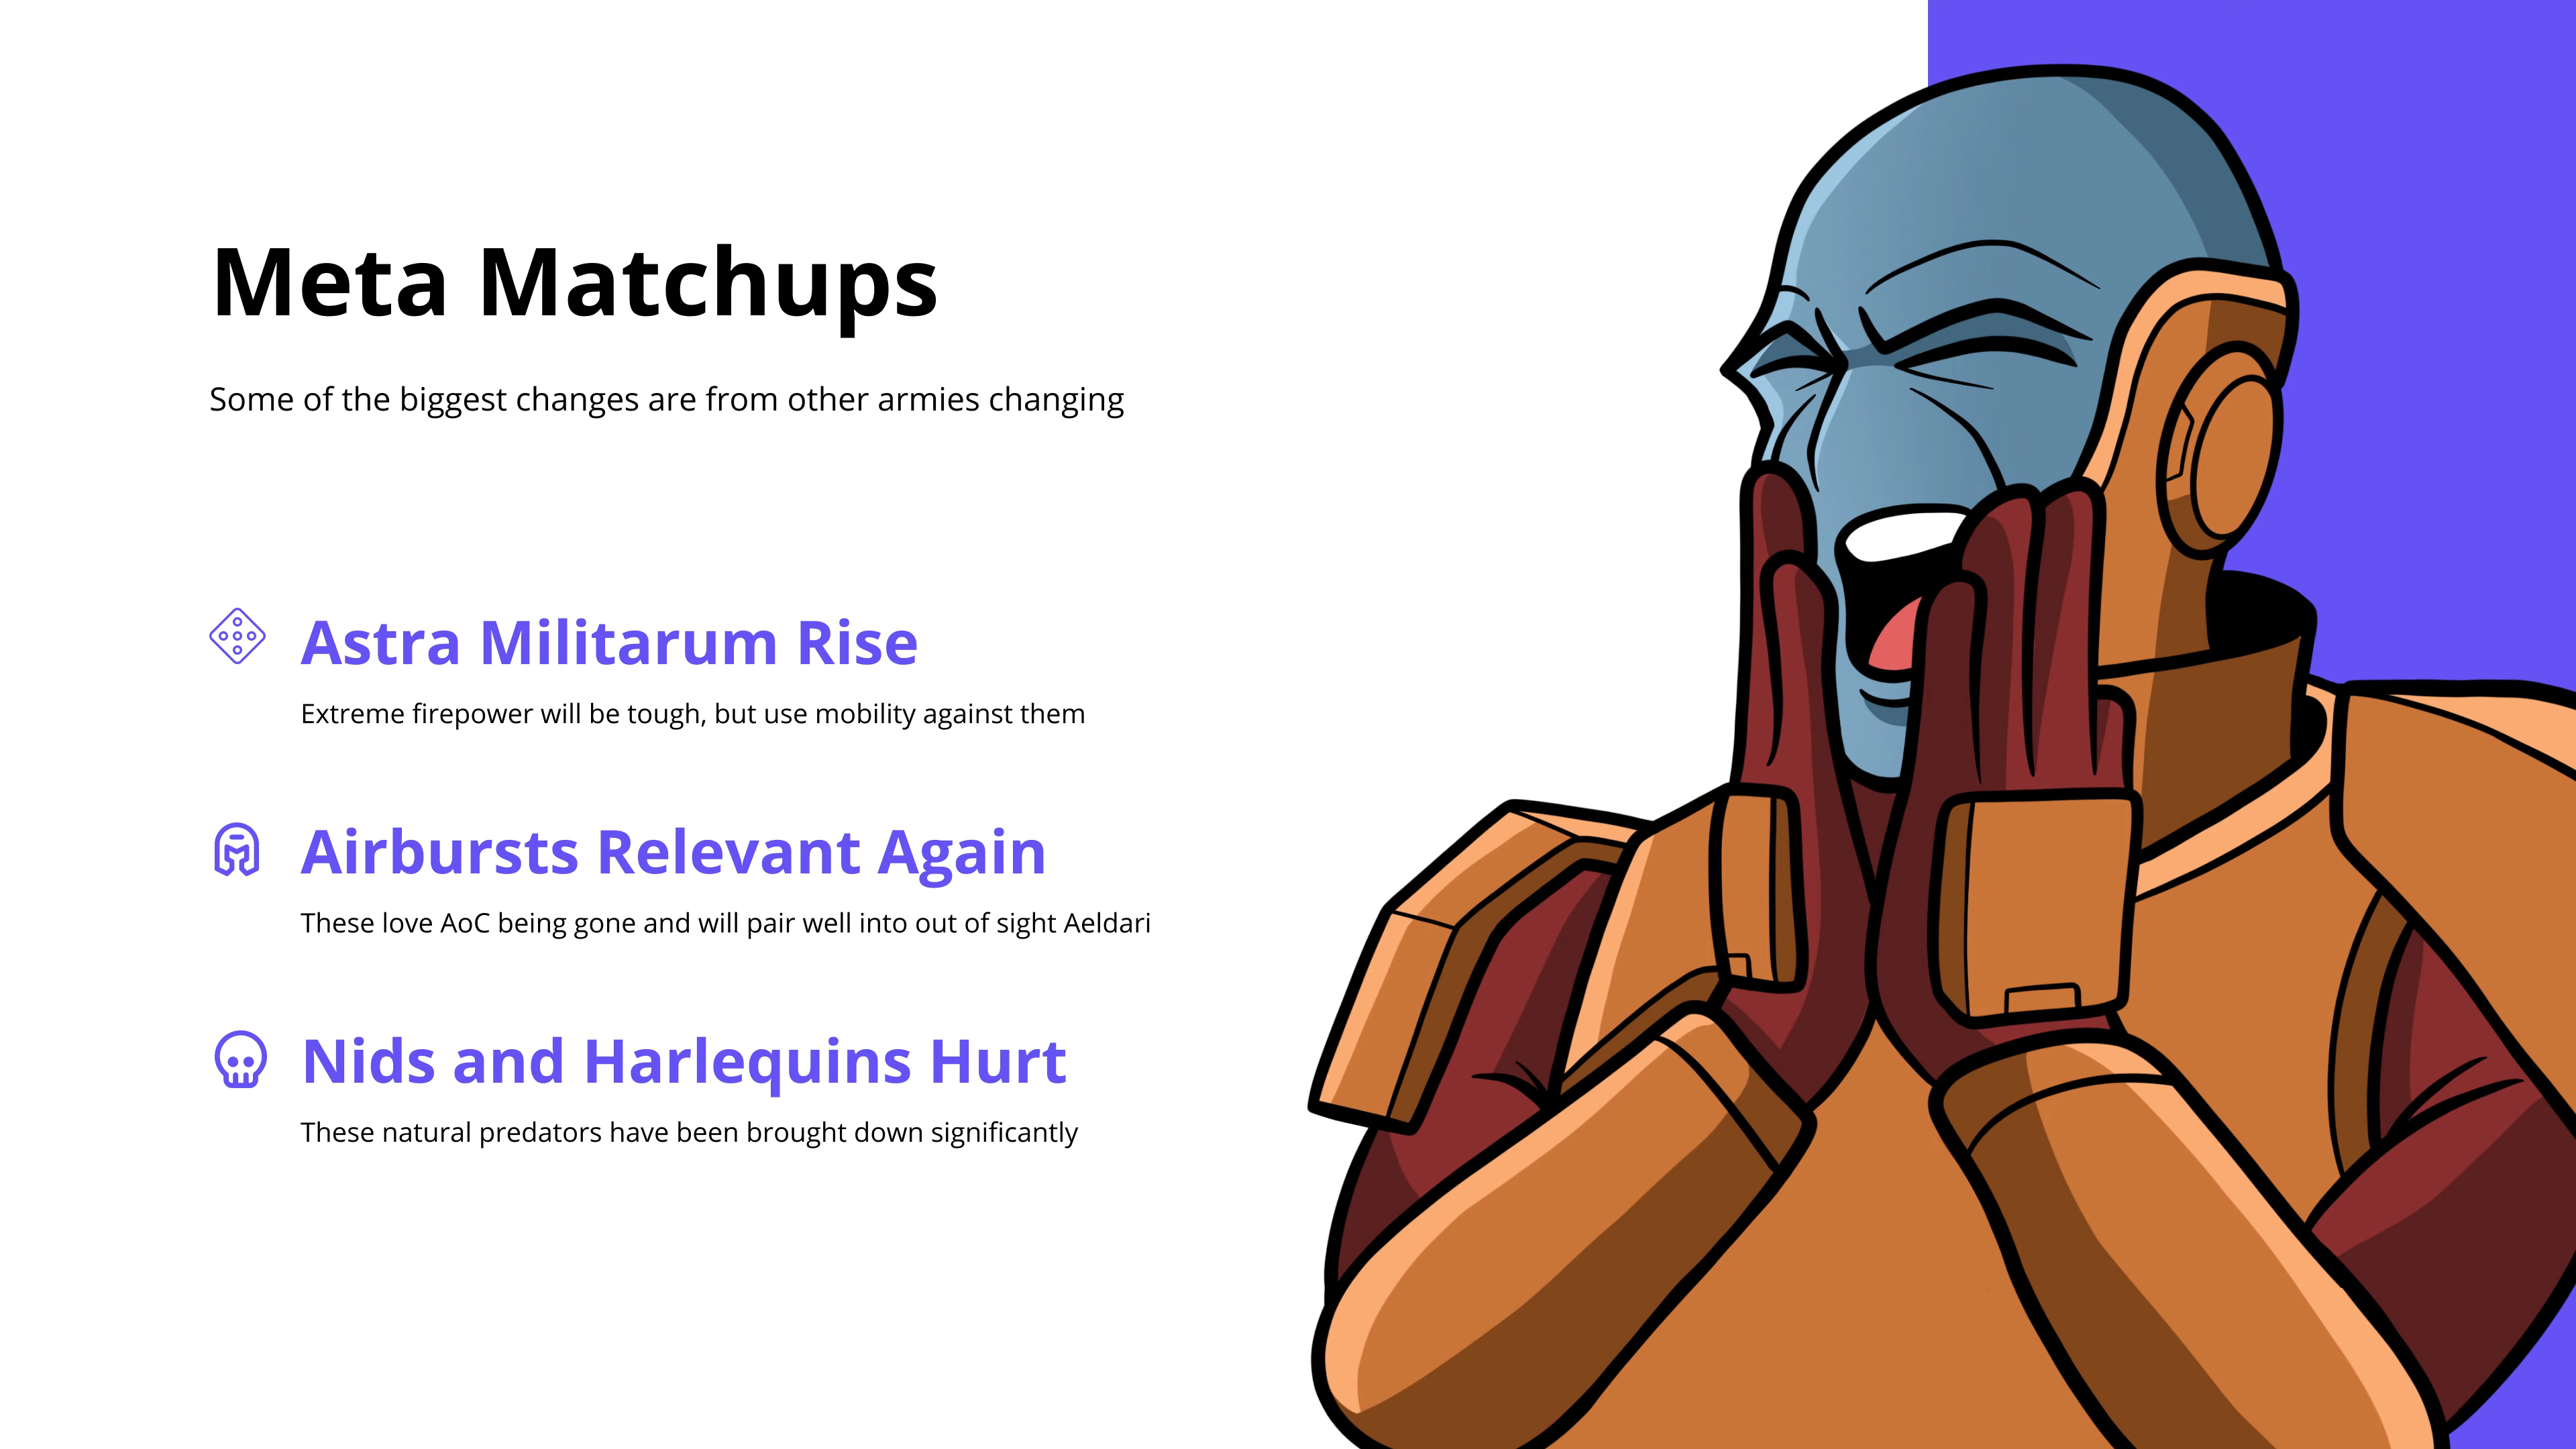 Meta Matchups
Some of the biggest changes are from other armies changing
Astra Militarum Rise
Extreme firepower will be tough, but use mobility against them
Airbursts Relevant Again
These love AoC being gone and will pair well into out of sight Aeldari
Nids and Harlequins Hurt
These natural predators have been brought down significantly